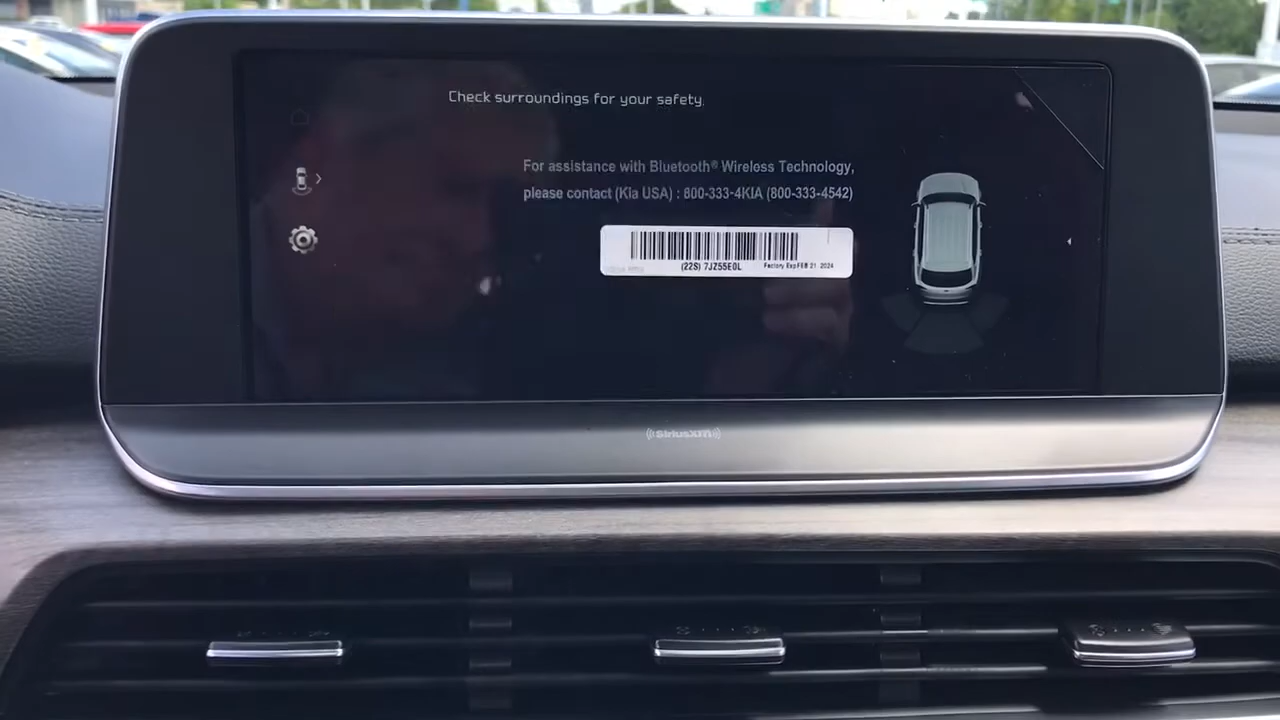 Check surroundings for your safety.
For assistance with Bluetooth® Wireless Technology,
please contact (Kia USA) : 800-333-4KIA (800-333-4542)
(22S) 7JZ55E0L Factory Exp FEB 21 2024
((SiriusXM))